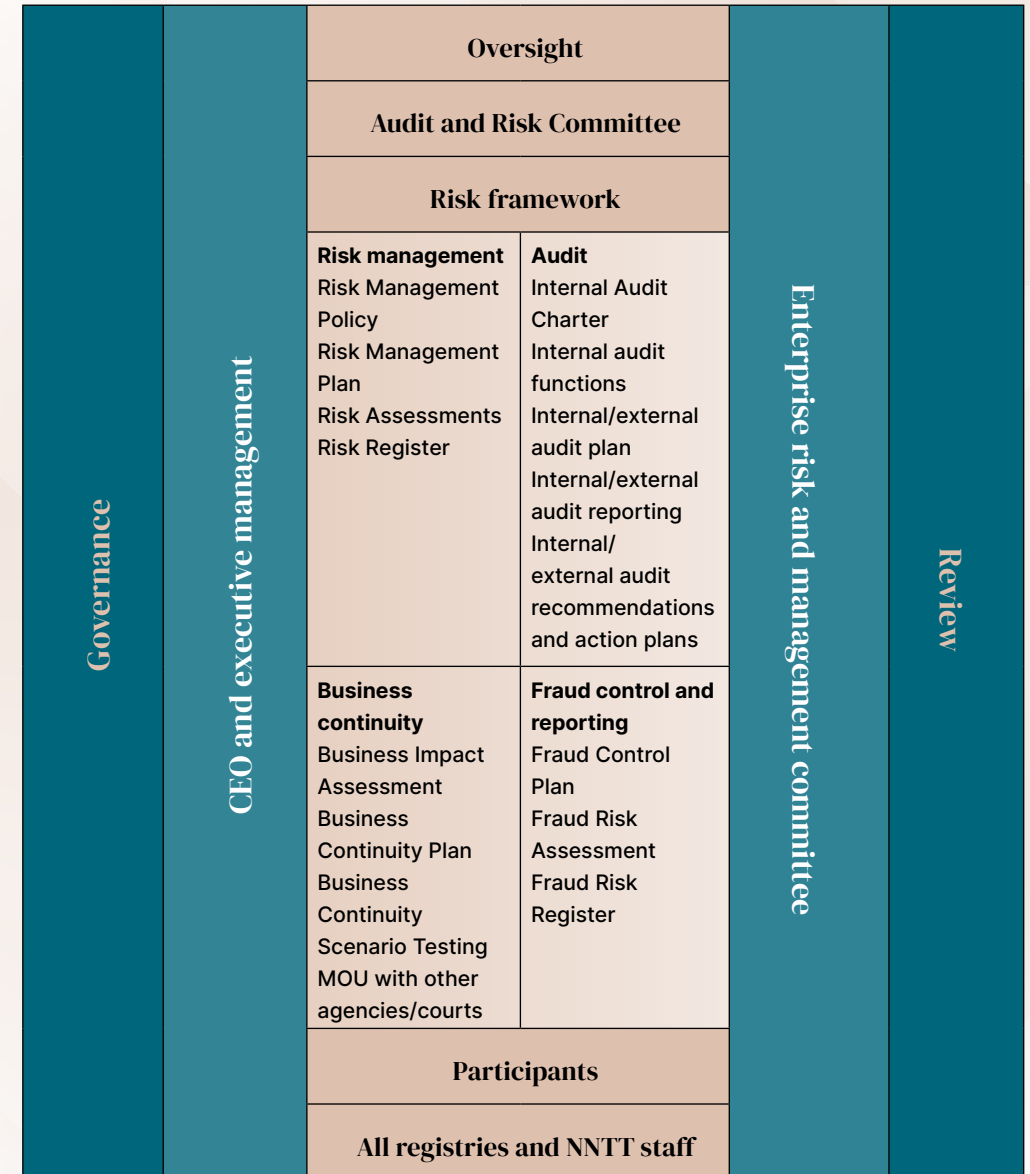 Governance
CEO and executive management
Oversight
Audit and Risk Committee
Risk framework
Risk management
Risk Management
Policy
Risk Management
Plan
Risk Assessments
Risk Register
Audit
Internal Audit
Charter
Internal audit
functions
Internal/external
audit plan
Internal/external
audit reporting
Internal/
external audit
recommendations
and action plans
Business
continuity
Business Impact
Assessment
Business
Continuity Plan
Business
Continuity
Scenario Testing
MOU with other
agencies/courts
Fraud control and
reporting
Fraud Control
Plan
Fraud Risk
Assessment
Fraud Risk
Register
Participants
All registries and NNTT staff
Enterprise risk and management committee
Review